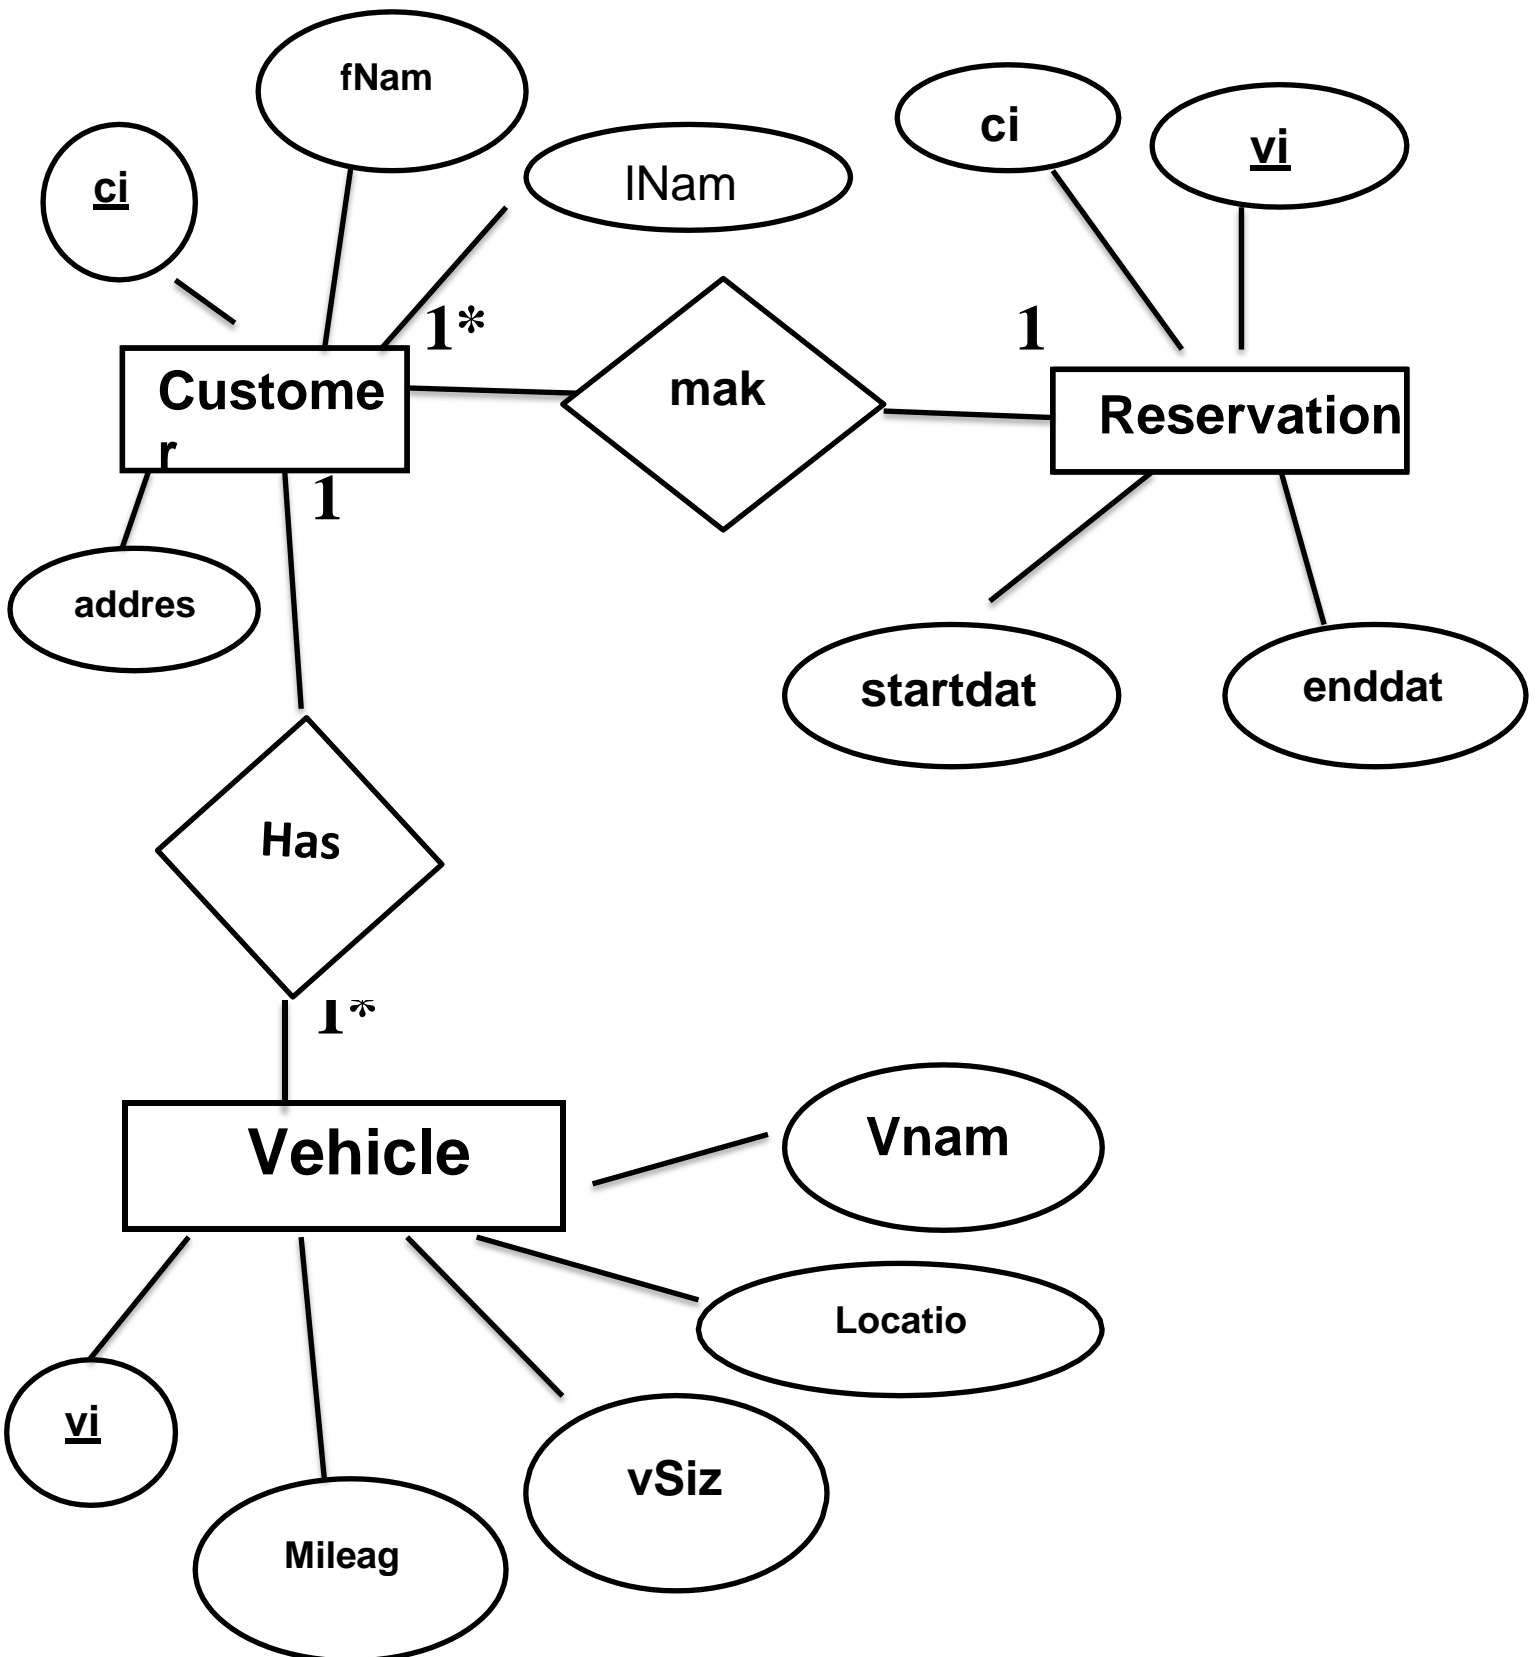 fNam
ci
lNam
ci
vi
1*
1
Custome
r
mak
Reservation
1
addres
startdat
enddat
Has
1*
Vehicle
Vnam
Locatio
vi
vSiz
Mileag